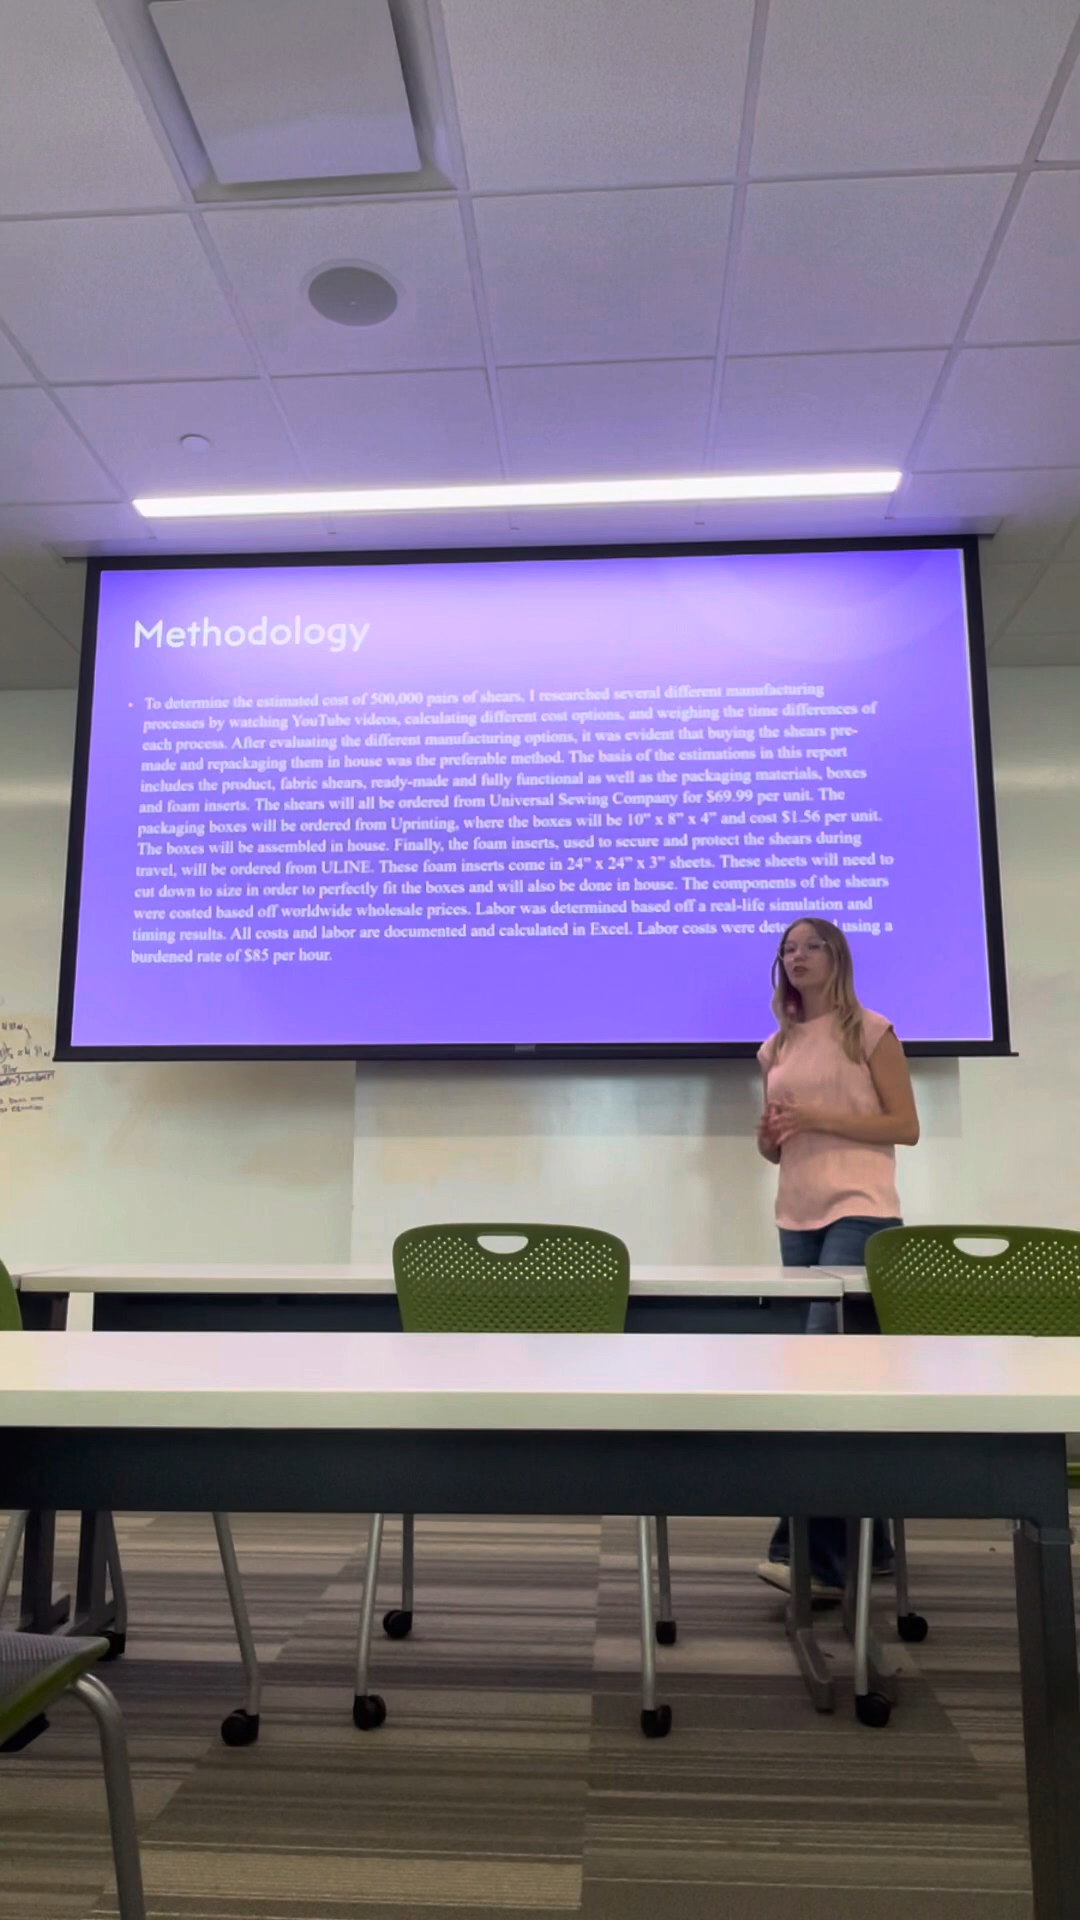 Methodology
• To determine the estimated cost of 500,000 pairs of shears, I researched several different manufacturing
processes by watching YouTube videos, calculating different cost options, and weighing the time differences of
each process. After evaluating the different manufacturing options, it was evident that buying the shears pre-
made and repackaging them in house was the preferable method. The basis of the estimations in this report
includes the product, fabric shears, ready-made and fully functional as well as the packaging materials, boxes
and foam inserts. The shears will all be ordered from Universal Sewing Company for $69.99 per unit. The
packaging boxes will be ordered from Uprinting, where the boxes will be 10” x 8” x 4” and cost $1.56 per unit.
The boxes will be assembled in house. Finally, the foam inserts, used to secure and protect the shears during
travel, will be ordered from ULINE. These foam inserts come in 24” x 24” x 3” sheets. These sheets will need to
cut down to size in order to perfectly fit the boxes and will also be done in house. The components of the shears
were costed based off worldwide wholesale prices. Labor was determined based off a real-life simulation and
timing results. All costs and labor are documented and calculated in Excel. Labor costs were dete using a
burdened rate of $85 per hour.